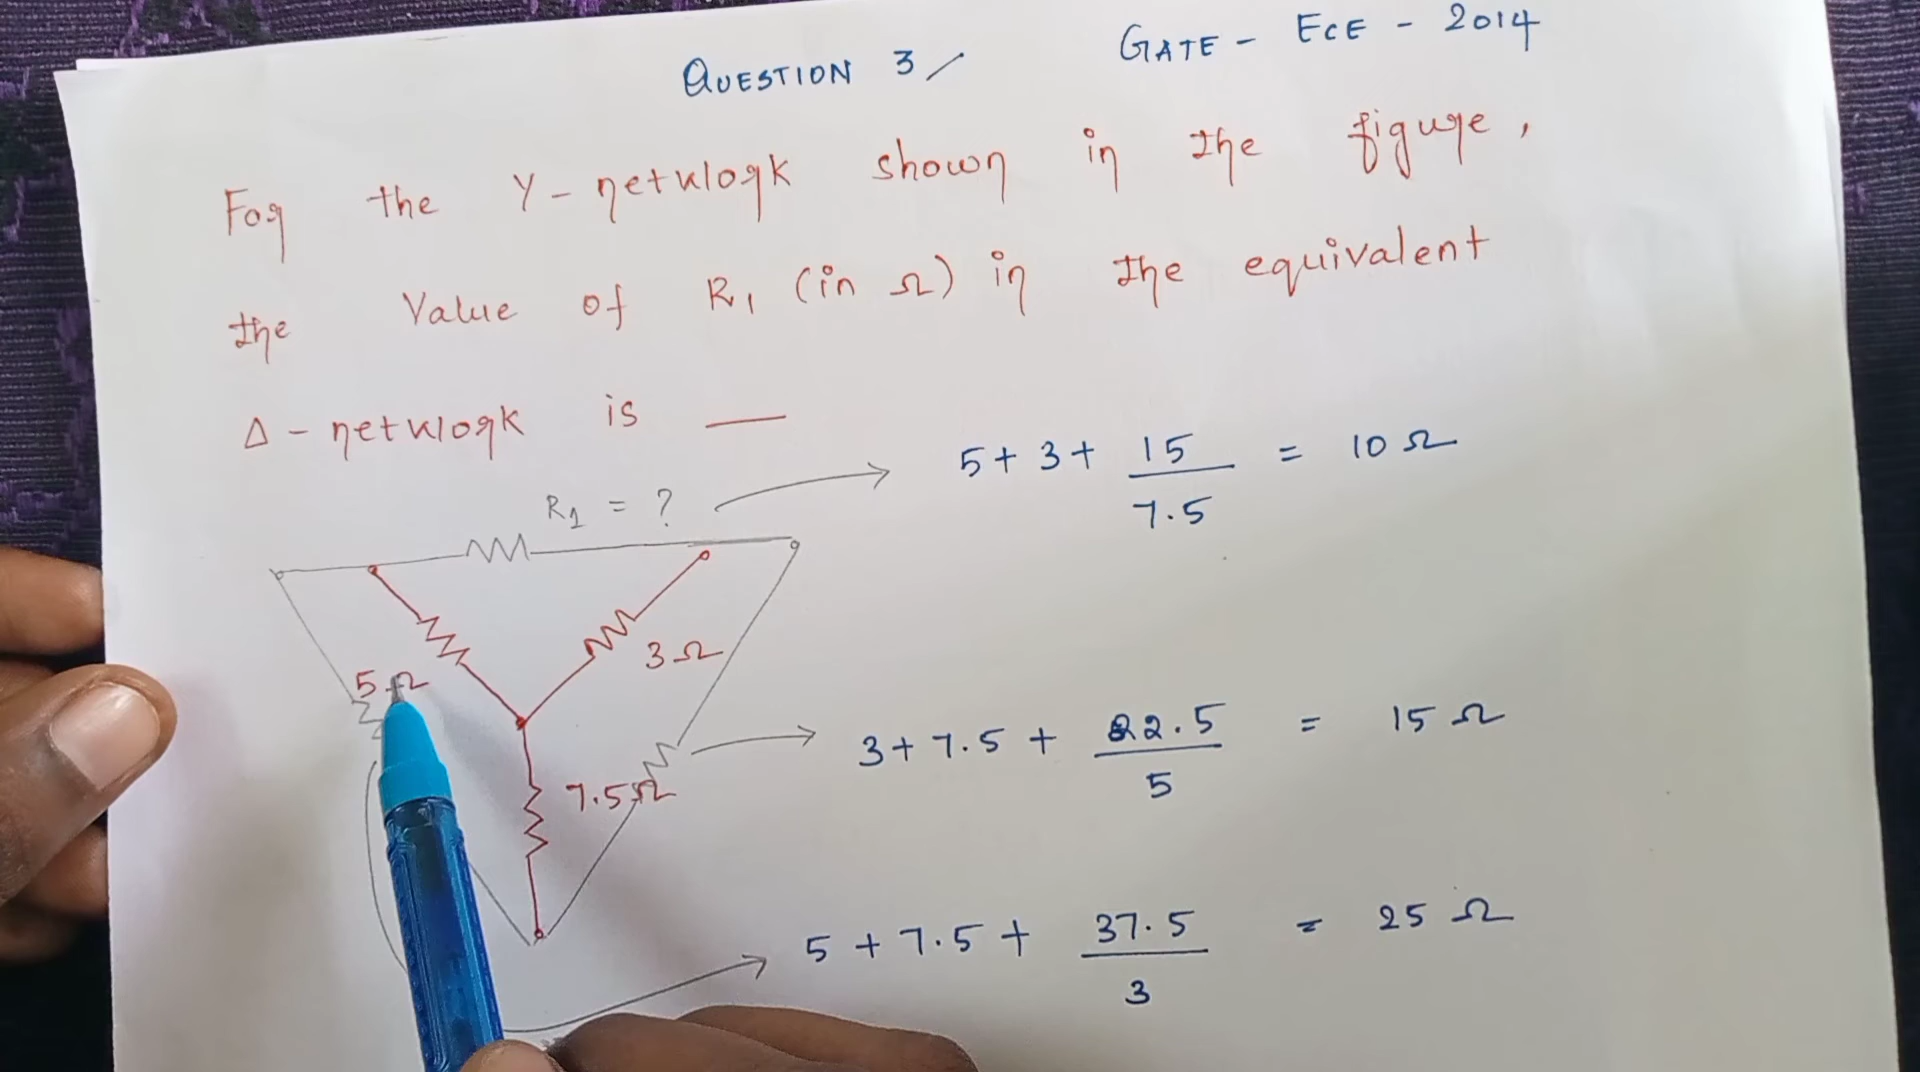 QUESTION 3/ GATE - ECE - 2014
For the Y-network shown in the figure,
the Value of R1 (in Ω) in the equivalent
Δ-network is —
R1 = ?
5 + 3 + 15/7.5 = 10 Ω
5Ω
3Ω
7.5Ω
3 + 7.5 + 22.5/5 = 15 Ω
5 + 7.5 + 37.5/3 = 25 Ω